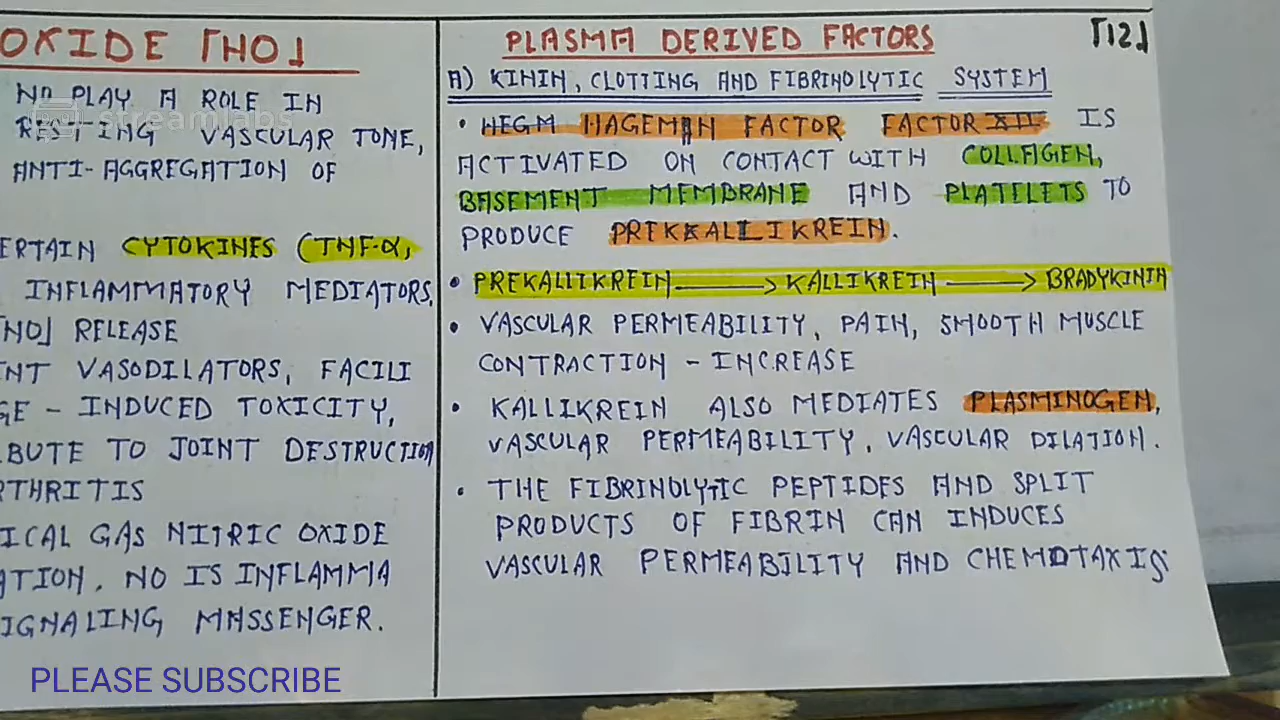 OXIDE [NO]
NO PLAY A ROLE IN
RESTING VASCULAR TONE,
ANTI-AGGREGATION OF
ERTAIN CYTOKINES (TNF-α,
INFLAMMATORY MEDIATORS,
[NO] RELEASE
ENT VASODILATORS, FACILI
GE - INDUCED TOXICITY,
BUTE TO JOINT DESTRUCTION
RTHRITIS
ICAL GAS NITRIC OXIDE
ATION. NO IS INFLAMMA
IGNALING MASSENGER.
PLASMA DERIVED FACTORS
[12]
A) KININ, CLOTTING AND FIBRINOLYTIC SYSTEM
• HEGM HAGEMAN FACTOR FACTOR XII IS
ACTIVATED ON CONTACT WITH COLLAGEN,
BASEMENT MEMBRANE AND PLATELETS TO
PRODUCE PREKALLIKREIN.
• PREKALLIKREIN ⟶ KALLIKREIN ⟶ BRADYKININ
• VASCULAR PERMEABILITY, PAIN, SMOOTH MUSCLE
CONTRACTION - INCREASE
• KALLIKREIN ALSO MEDIATES PLASMINOGEN,
VASCULAR PERMEABILITY, VASCULAR DILATION.
• THE FIBRINOLYTIC PEPTIDES AND SPLIT
PRODUCTS OF FIBRIN CAN INDUCES
VASCULAR PERMEABILITY AND CHEMOTAXIS
streamlabs
PLEASE SUBSCRIBE